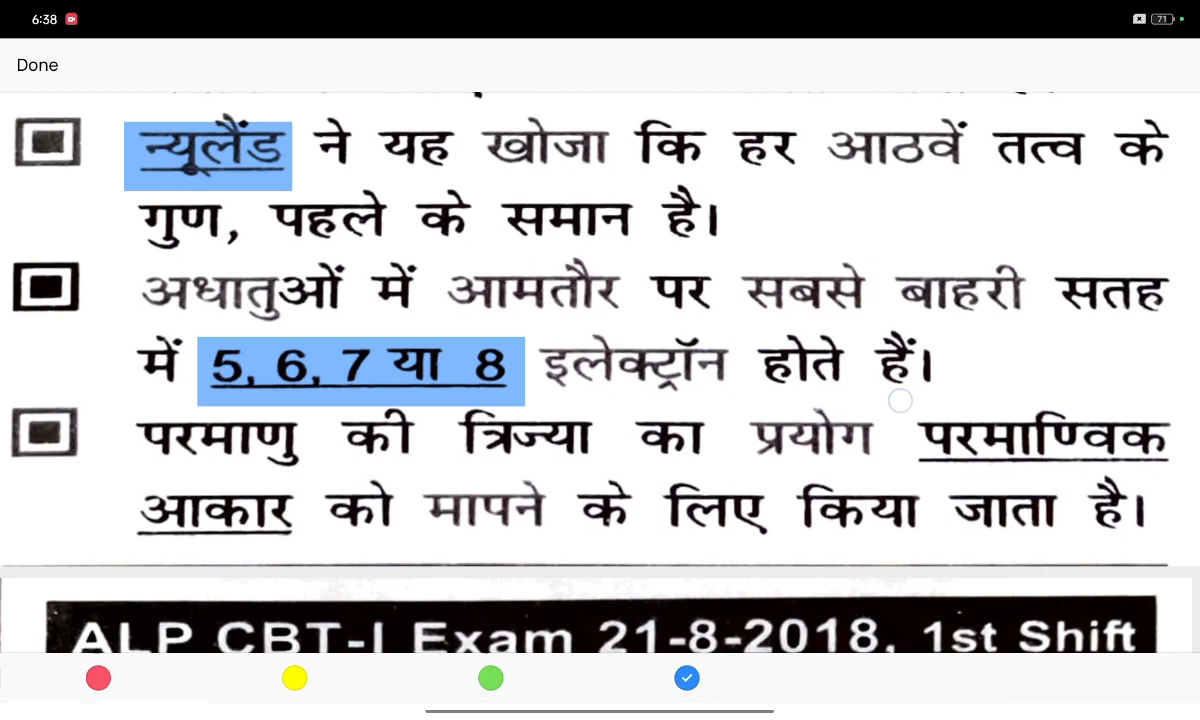 6:38
71
Done
न्यूलैंड ने यह खोजा कि हर आठवें तत्व के
गुण, पहले के समान है।
अधातुओं में आमतौर पर सबसे बाहरी सतह
में 5, 6, 7 या 8 इलेक्ट्रॉन होते हैं।
परमाणु की त्रिज्या का प्रयोग परमाण्विक
आकार को मापने के लिए किया जाता है।
ALP CBT-I Exam 21-8-2018, 1st Shift